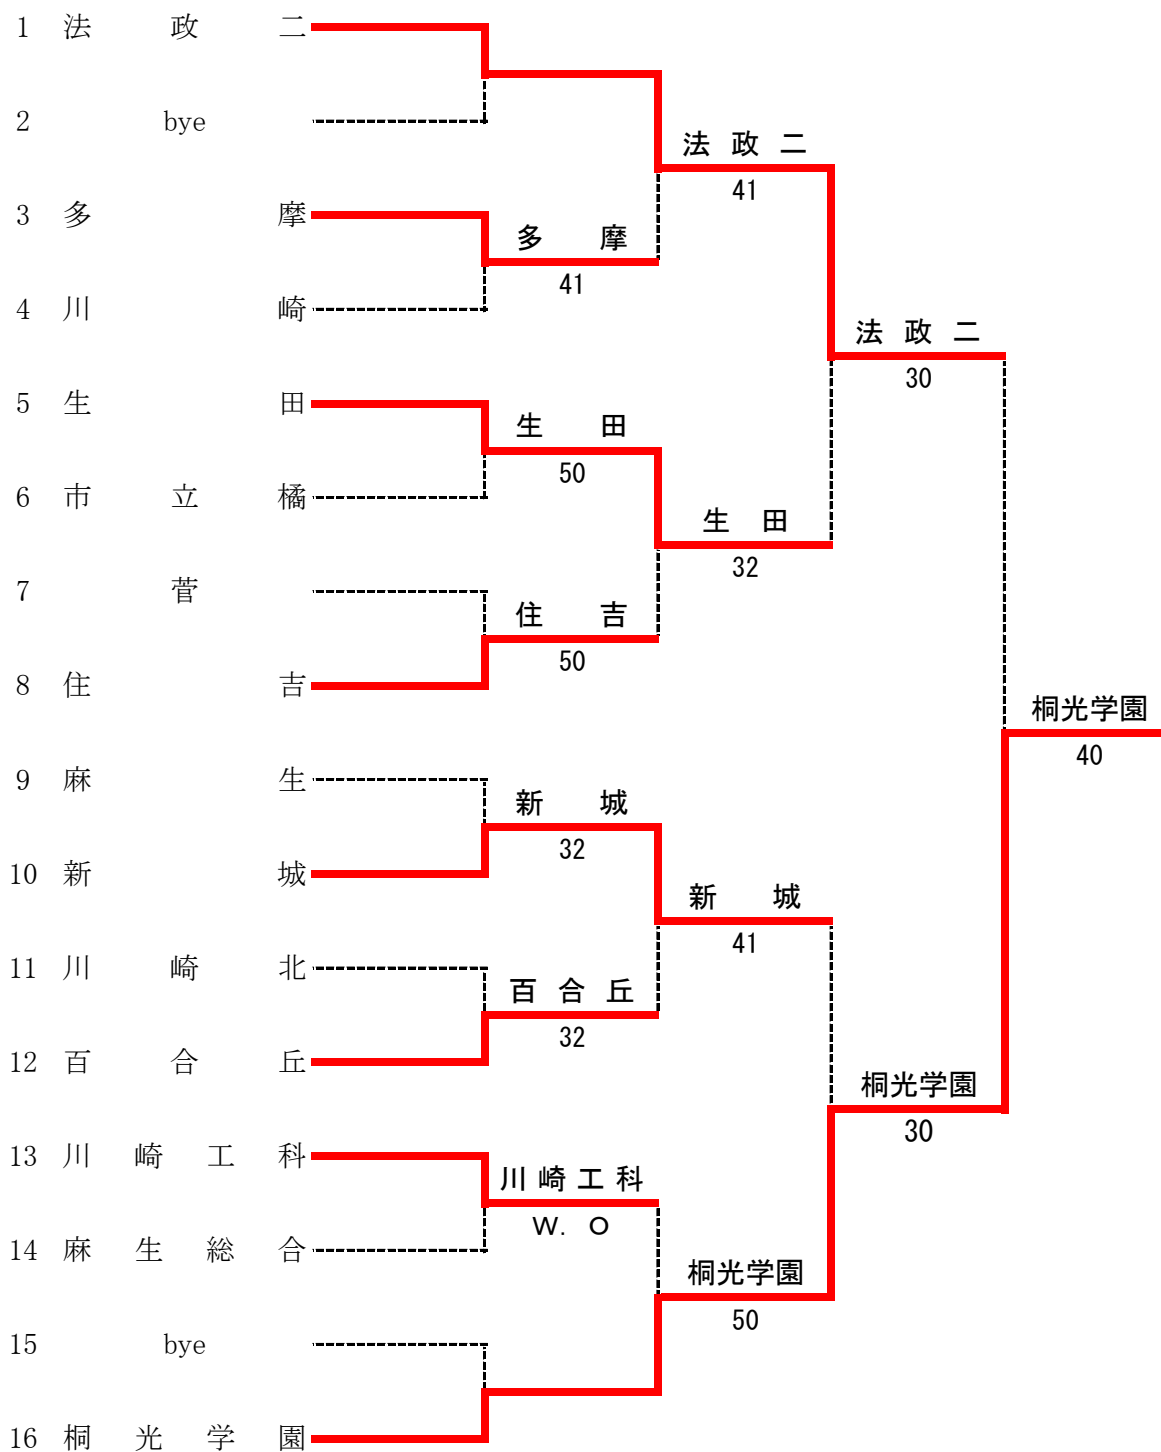 1 法政二
2 bye
法政二
41
3 多摩
多摩
41
4 川崎
法政二
30
5 生田
生田
50
6 市立橘
生田
32
7 菅
住吉
50
8 住吉
桐光学園
40
9 麻生
新城
32
10 新城
新城
41
11 川崎北
百合丘
32
12 百合丘
桐光学園
30
13 川崎工科
川崎工科
W. O
14 麻生総合
桐光学園
50
15 bye
16 桐光学園